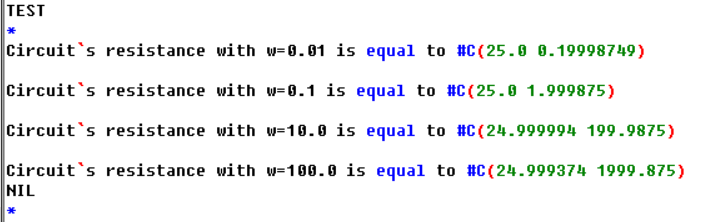 TEST
*
Circuit`s resistance with w=0.01 is equal to #C(25.0 0.19998749)
Circuit`s resistance with w=0.1 is equal to #C(25.0 1.999875)
Circuit`s resistance with w=10.0 is equal to #C(24.999994 199.9875)
Circuit`s resistance with w=100.0 is equal to #C(24.999374 1999.875)
NIL
*